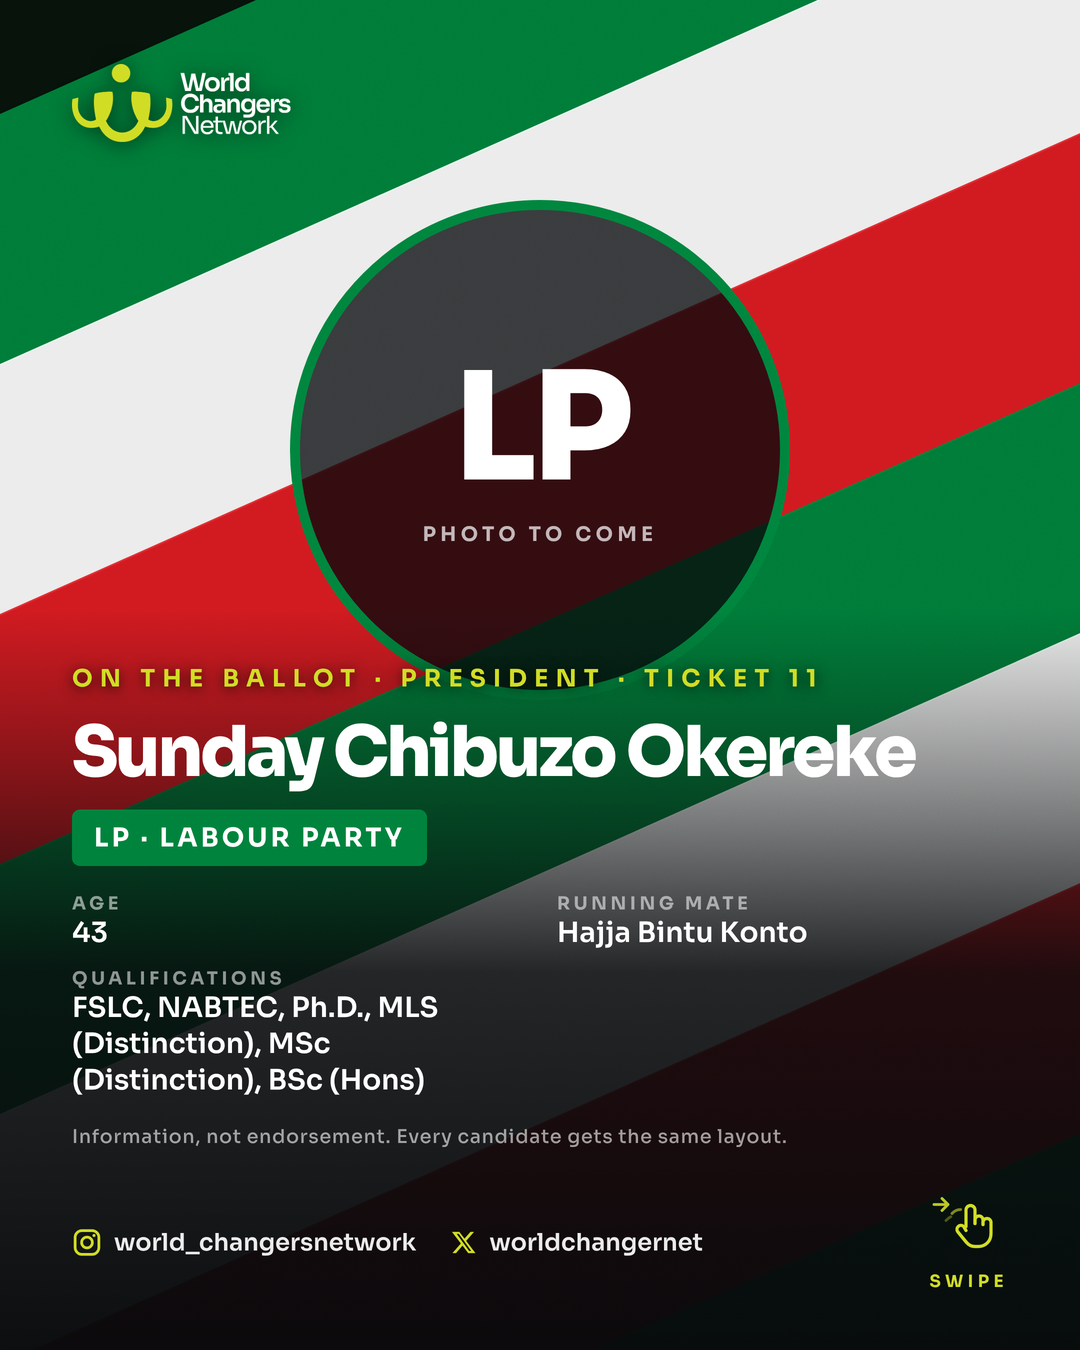 World
Changers
Network
LP
PHOTO TO COME
ON THE BALLOT · PRESIDENT · TICKET 11
Sunday Chibuzo Okereke
LP · LABOUR PARTY
AGE
43
RUNNING MATE
Hajja Bintu Konto
QUALIFICATIONS
FSLC, NABTEC, Ph.D., MLS
(Distinction), MSc
(Distinction), BSc (Hons)
Information, not endorsement. Every candidate gets the same layout.
world_changersnetwork
worldchangernet
SWIPE